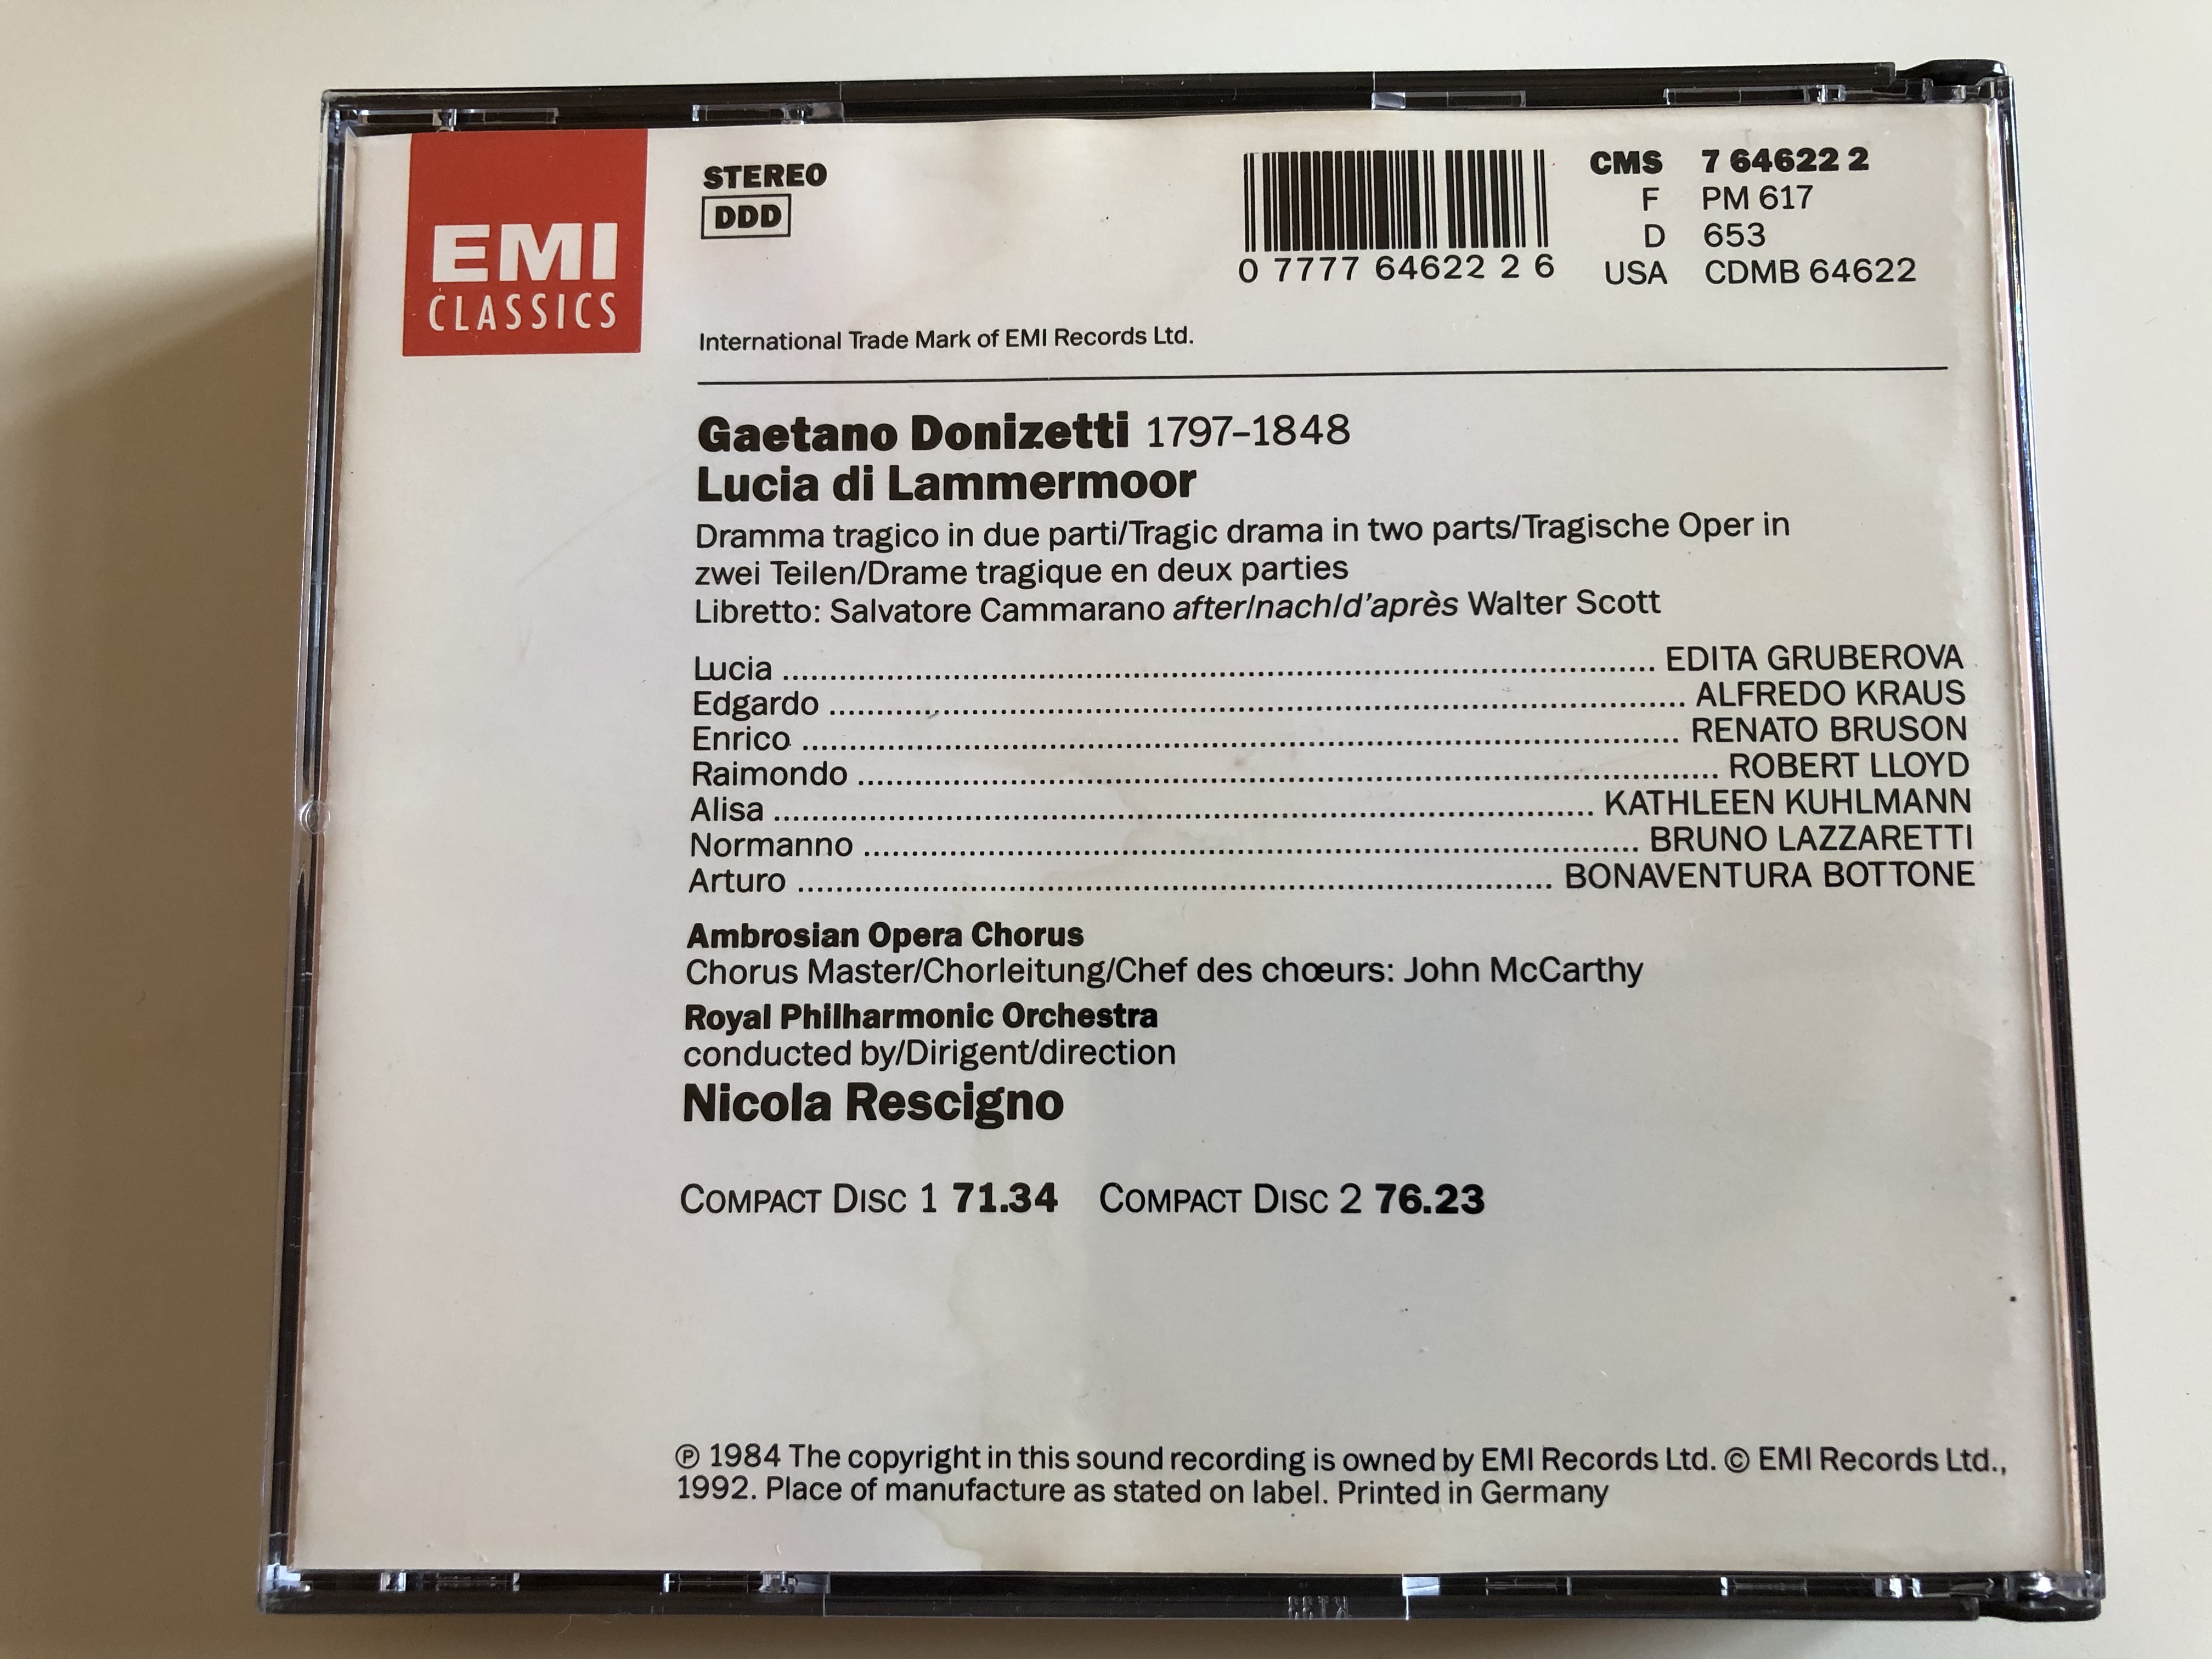 EMI
CLASSICS
STEREO
DDD
0 7777 64622 2 6
CMS 7 64622 2
F PM 617
D 653
USA CDMB 64622
International Trade Mark of EMI Records Ltd.
Gaetano Donizetti 1797–1848
Lucia di Lammermoor
Dramma tragico in due parti/Tragic drama in two parts/Tragische Oper in
zwei Teilen/Drame tragique en deux parties
Libretto: Salvatore Cammarano after/nach/d'après Walter Scott
Lucia ........ EDITA GRUBEROVA
Edgardo ........ ALFREDO KRAUS
Enrico ........ RENATO BRUSON
Raimondo ........ ROBERT LLOYD
Alisa ........ KATHLEEN KUHLMANN
Normanno ........ BRUNO LAZZARETTI
Arturo ........ BONAVENTURA BOTTONE
Ambrosian Opera Chorus
Chorus Master/Chorleitung/Chef des chœurs: John McCarthy
Royal Philharmonic Orchestra
conducted by/Dirigent/direction
Nicola Rescigno
COMPACT DISC 1 71.34 COMPACT DISC 2 76.23
℗ 1984 The copyright in this sound recording is owned by EMI Records Ltd. © EMI Records Ltd.,
1992. Place of manufacture as stated on label. Printed in Germany